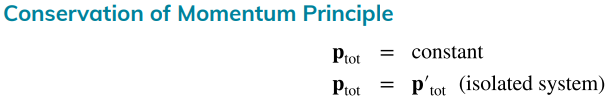 Conservation of Momentum Principle
p_tot = constant
p_tot = p′_tot (isolated system)